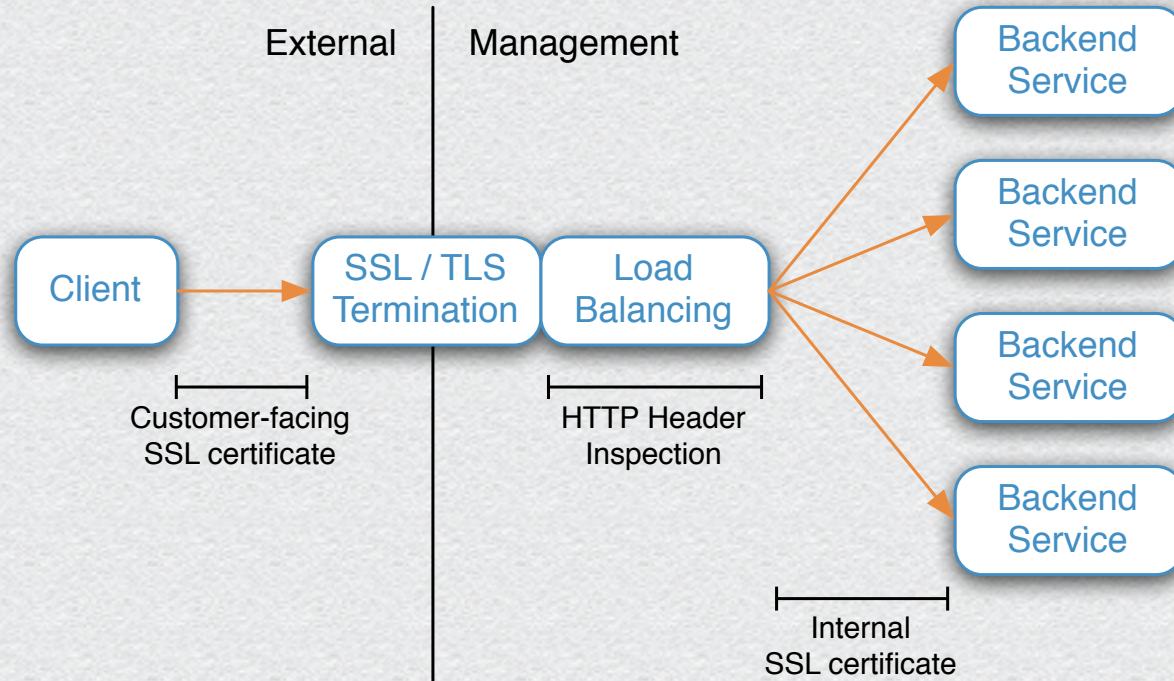 External
Management
Backend
Service
Backend
Service
Client
SSL / TLS
Termination
Load
Balancing
Backend
Service
Customer-facing
SSL certificate
HTTP Header
Inspection
Backend
Service
Internal
SSL certificate